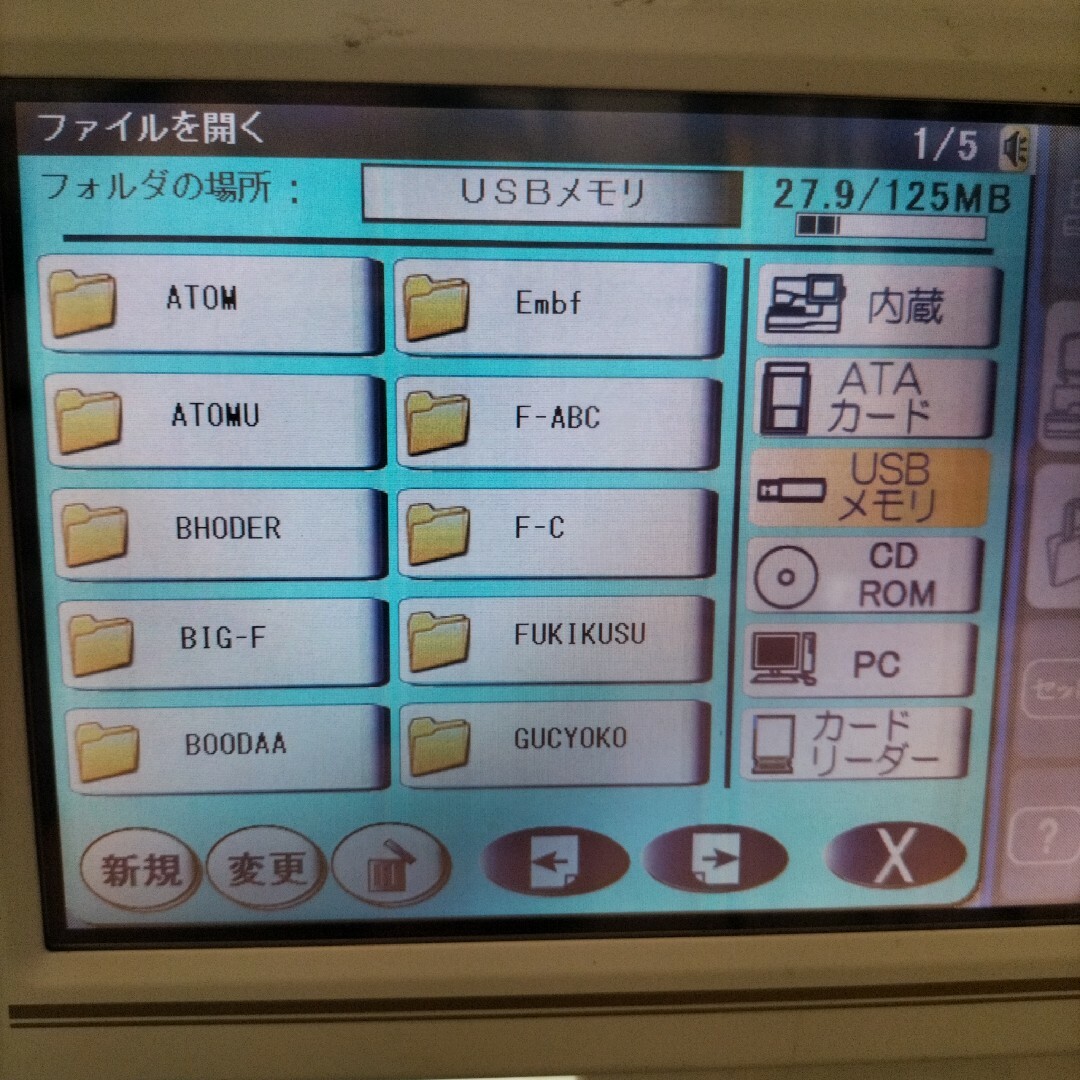 ファイルを開く
1/5
フォルダの場所：
USBメモリ
27.9/125MB
ATOM
Embf
内蔵
ATOMU
F-ABC
ATA
カード
BHODER
F-C
USB
メモリ
BIG-F
FUKIKUSU
CD
ROM
BOODAA
GUCYOKO
PC
カード
リーダー
新規
変更
X
?